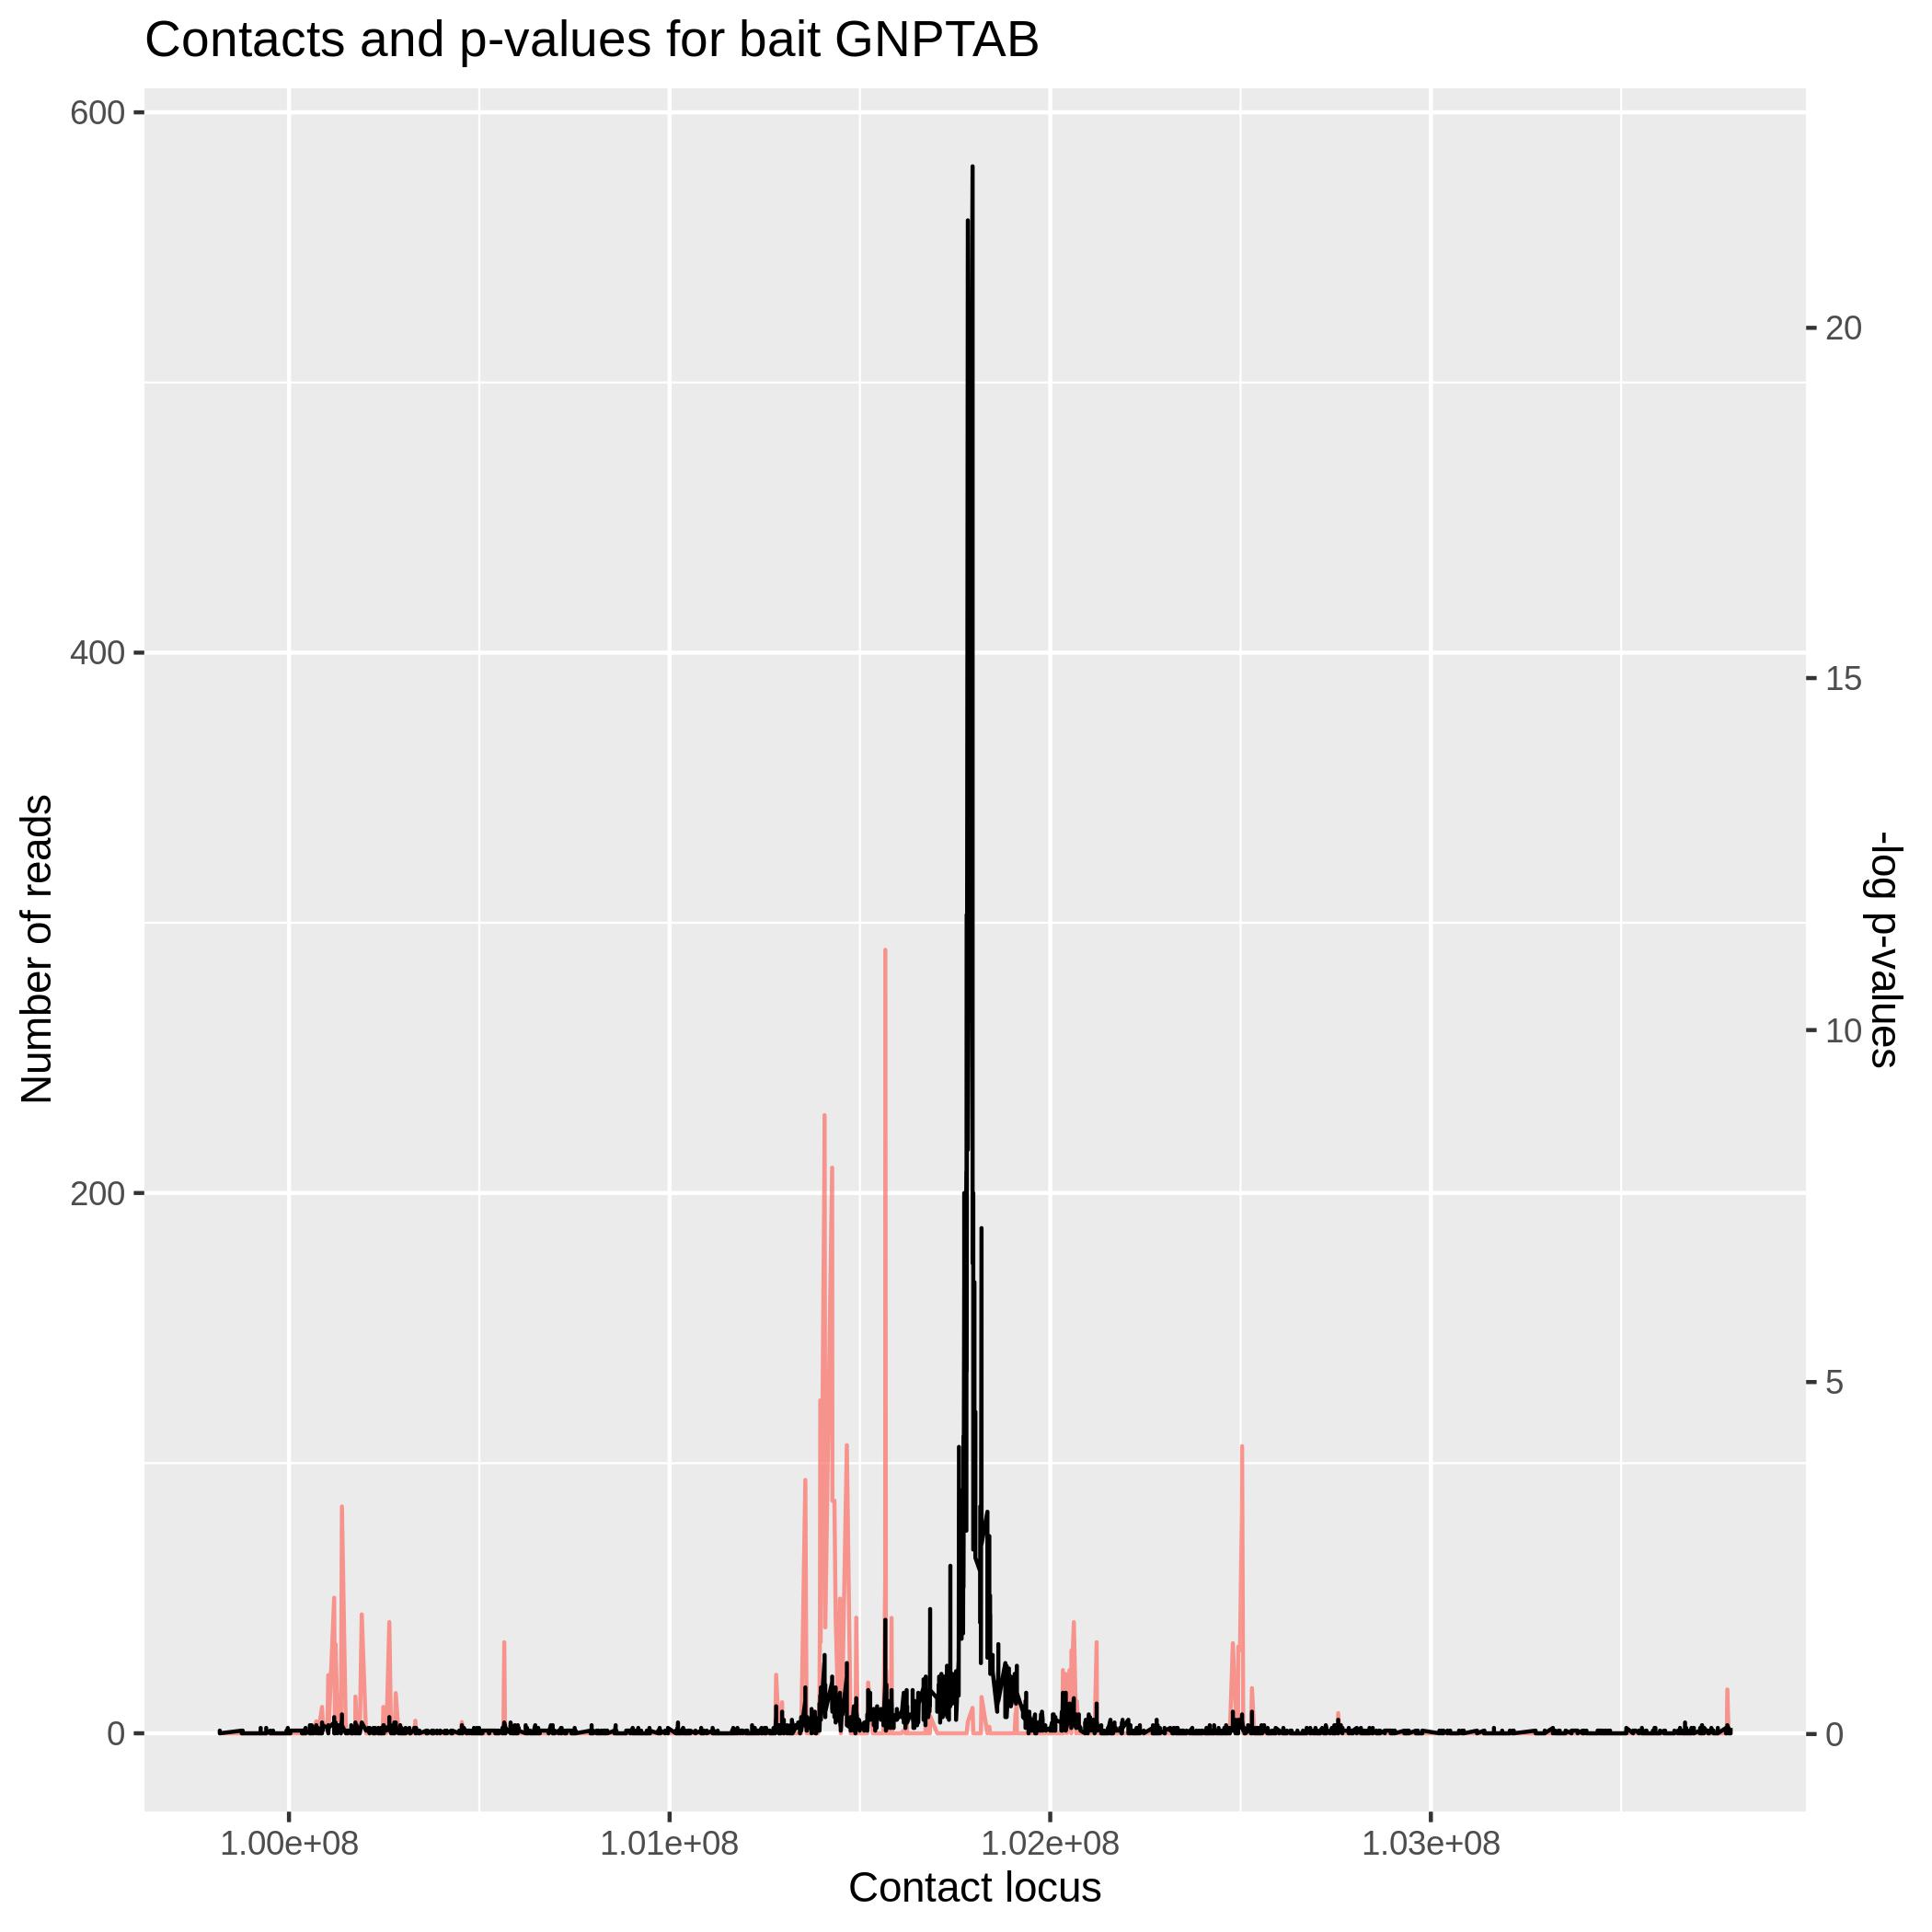 Contacts and p-values for bait GNPTAB
600
400
200
0
Number of reads
20
15
10
5
0
-log p-values
1.00e+08
1.01e+08
1.02e+08
1.03e+08
Contact locus